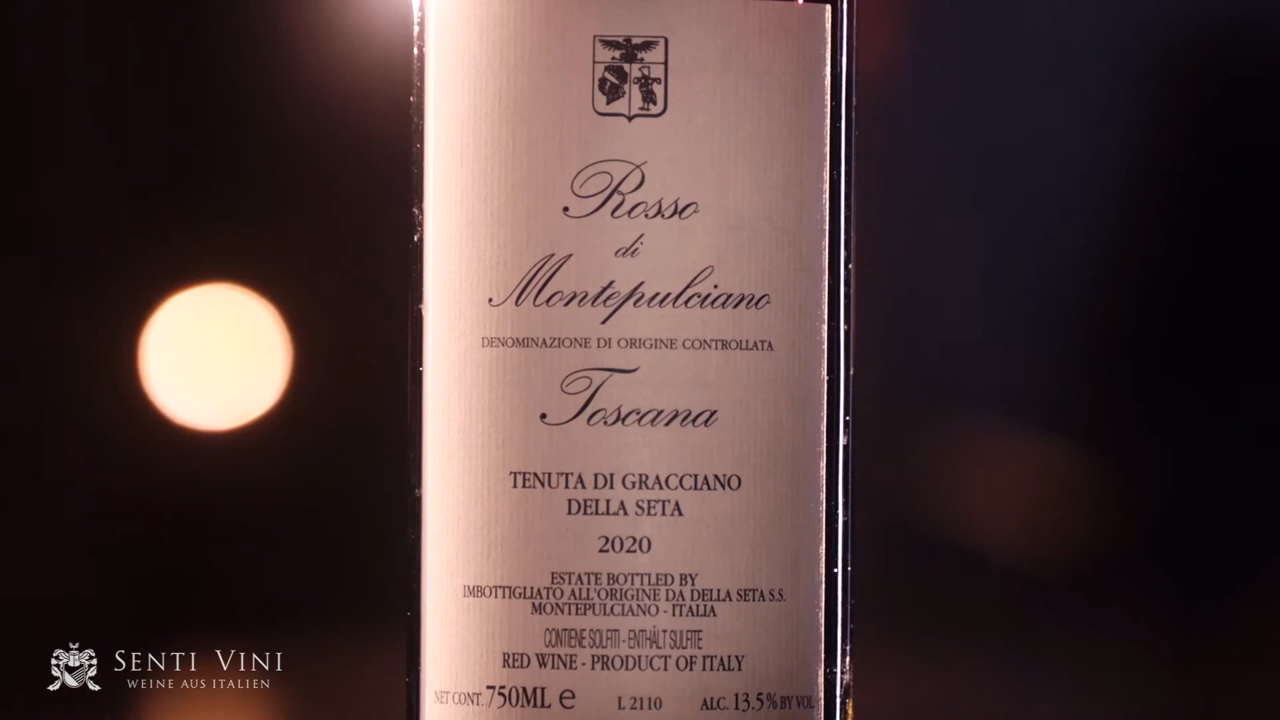 Rosso
di
Montepulciano
DENOMINAZIONE DI ORIGINE CONTROLLATA
Toscana
TENUTA DI GRACCIANO
DELLA SETA
2020
ESTATE BOTTLED BY
IMBOTTIGLIATO ALL'ORIGINE DA DELLA SETA S.S.
MONTEPULCIANO - ITALIA
CONTIENE SOLFITI - ENTHÄLT SULFITE
RED WINE - PRODUCT OF ITALY
NET CONT. 750ML e L 2110 ALC. 13.5% BY VOL
SENTI VINI
WEINE AUS ITALIEN